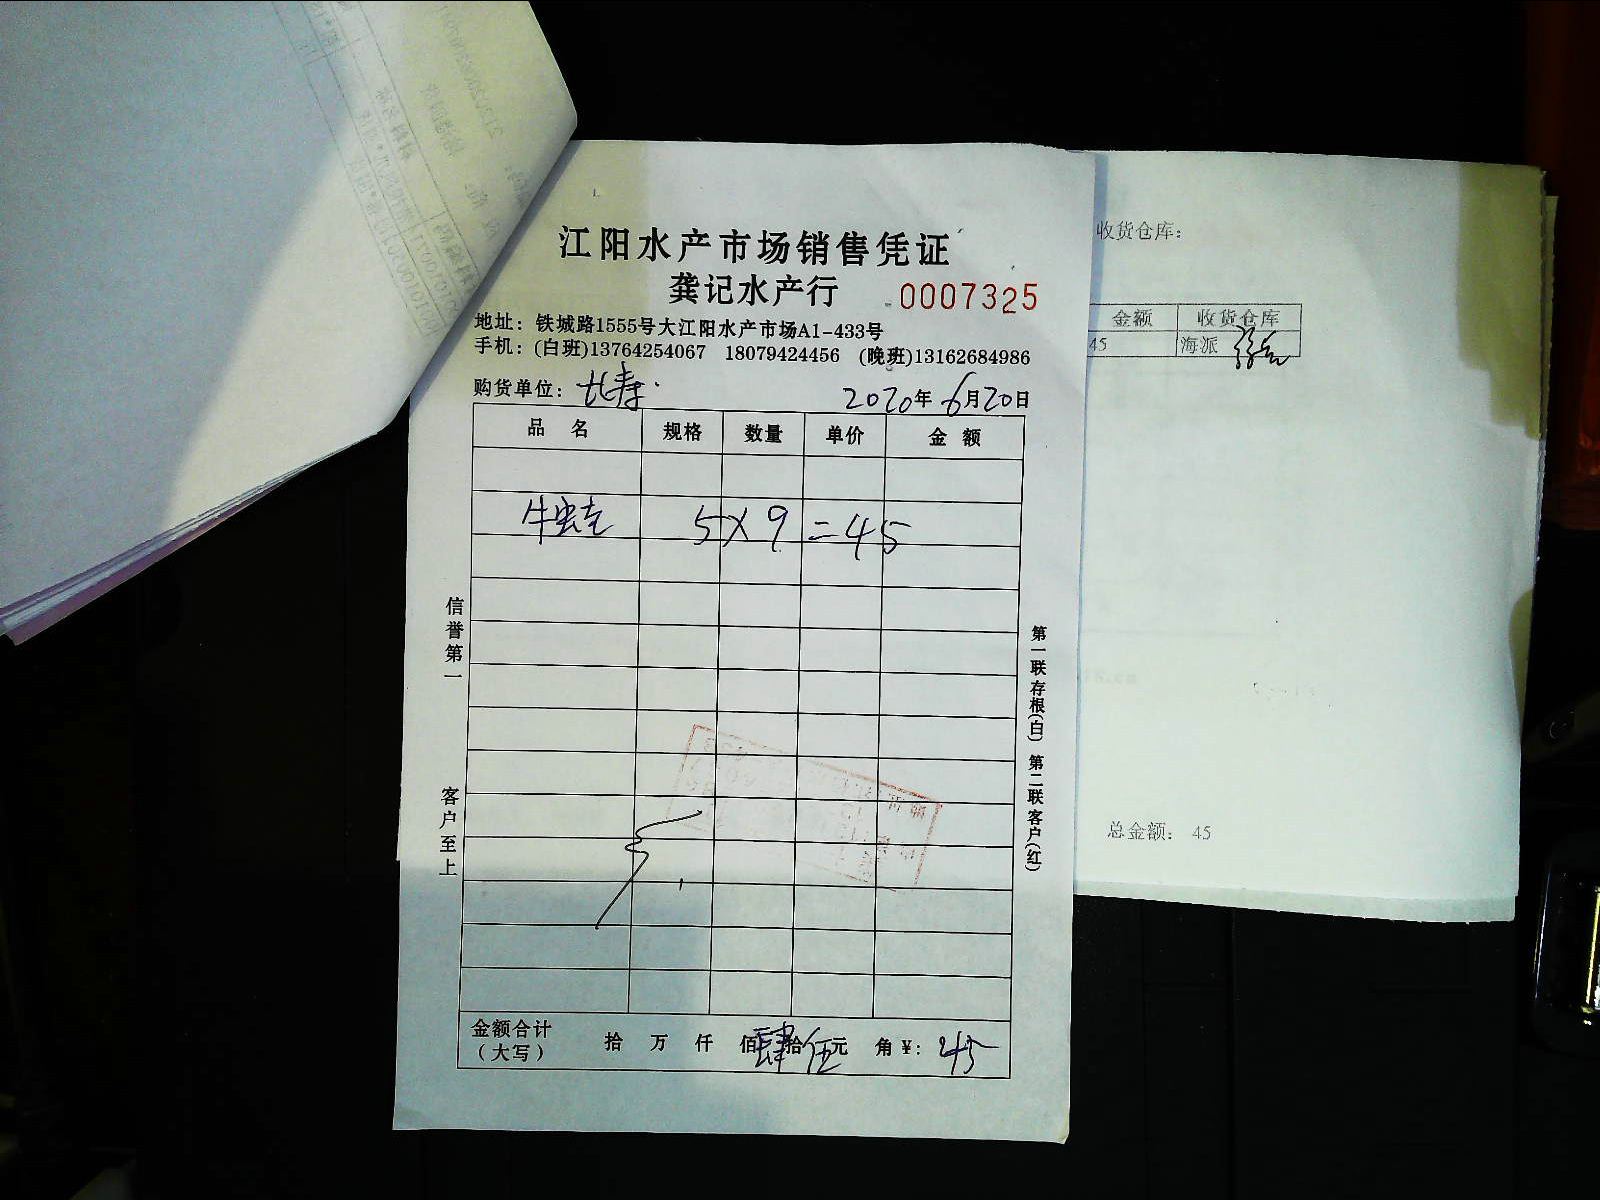 江阳水产市场销售凭证
龚记水产行 0007325
地址：铁城路1555号大江阳水产市场A1-433号
手机：(白班)13764254067 18079424456 (晚班)13162684986
购货单位：
2020年6月20日
品名 规格 数量 单价 金额
牛蛙 5×9=45
信誉第一
客户至上
第一联存根(白) 第二联客户(红)
金额合计（大写） 拾 万 仟 佰肆拾伍元 角 ¥: 45
收货仓库：
金额 收货仓库
45 海派
总金额： 45